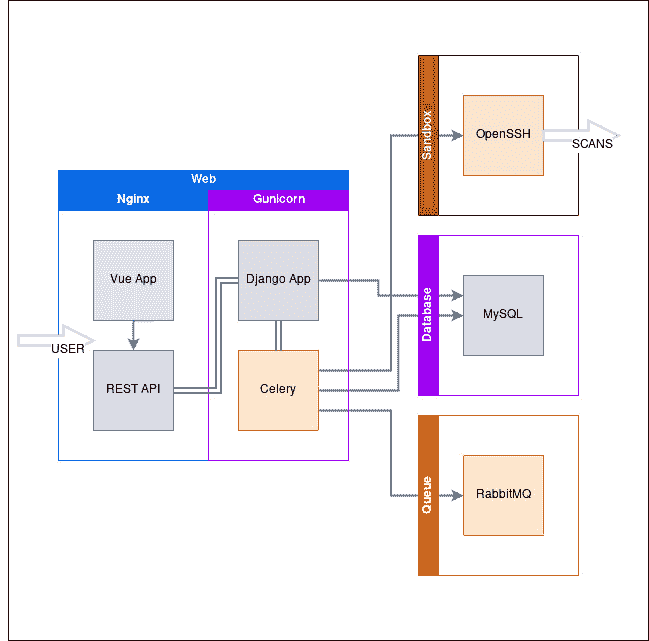 Web
Nginx
Gunicorn
Vue App
Django App
USER
REST API
Celery
Sandbox
OpenSSH
SCANS
Database
MySQL
Queue
RabbitMQ